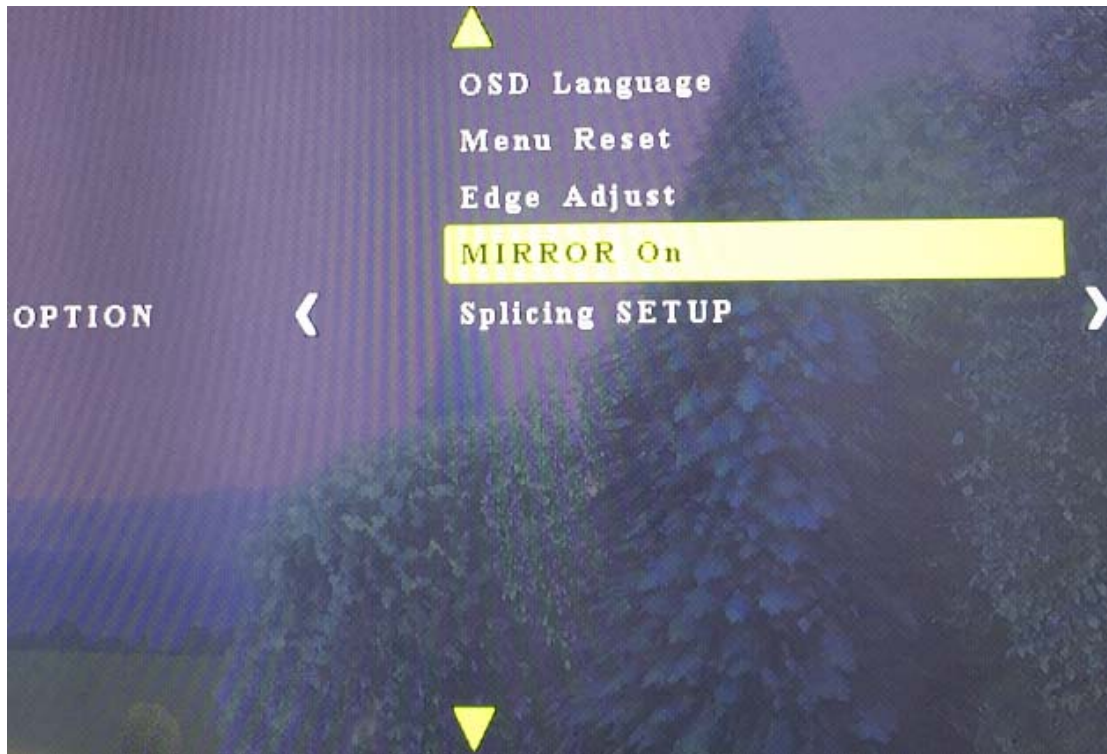 OSD Language
Menu Reset
Edge Adjust
MIRROR On
OPTION
Splicing SETUP